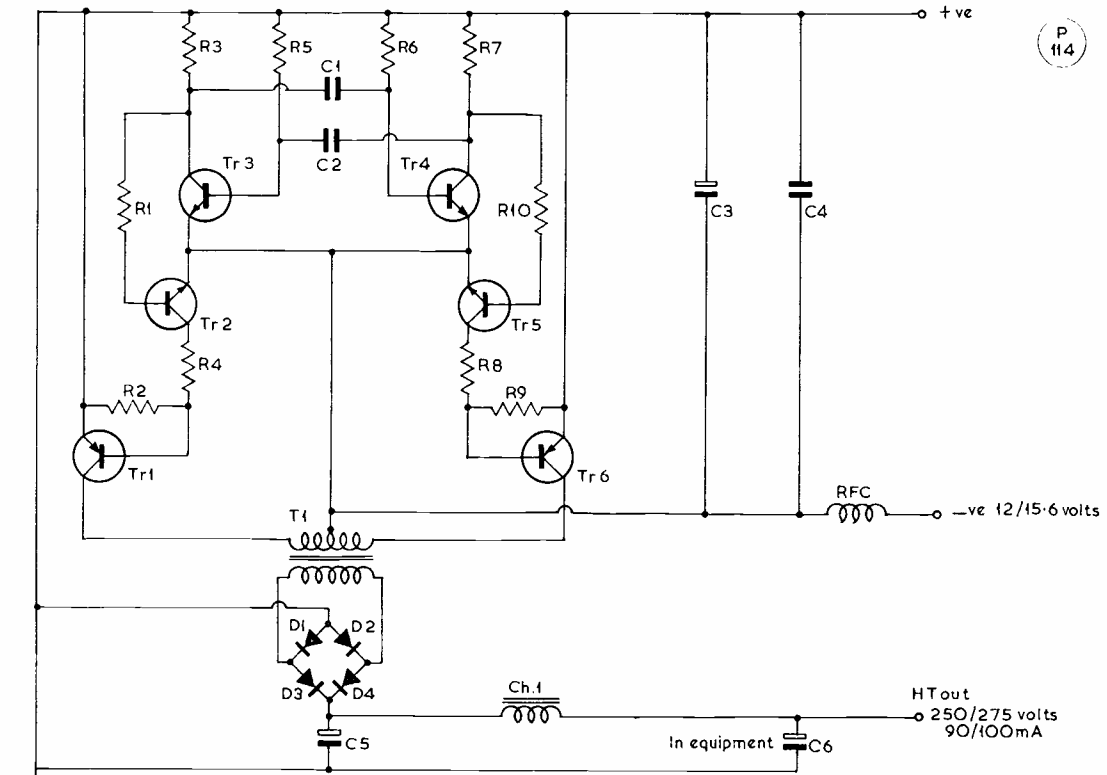 +ve
P
114
R3
R5
R6
R7
C1
C2
Tr3
Tr4
R1
R10
C3
C4
Tr2
Tr5
R4
R8
R2
R9
Tr1
Tr6
T1
RFC
-ve 12/15·6 volts
D1
D2
D3
D4
Ch.1
HT out
250/275 volts
90/100mA
C5
In equipment
C6